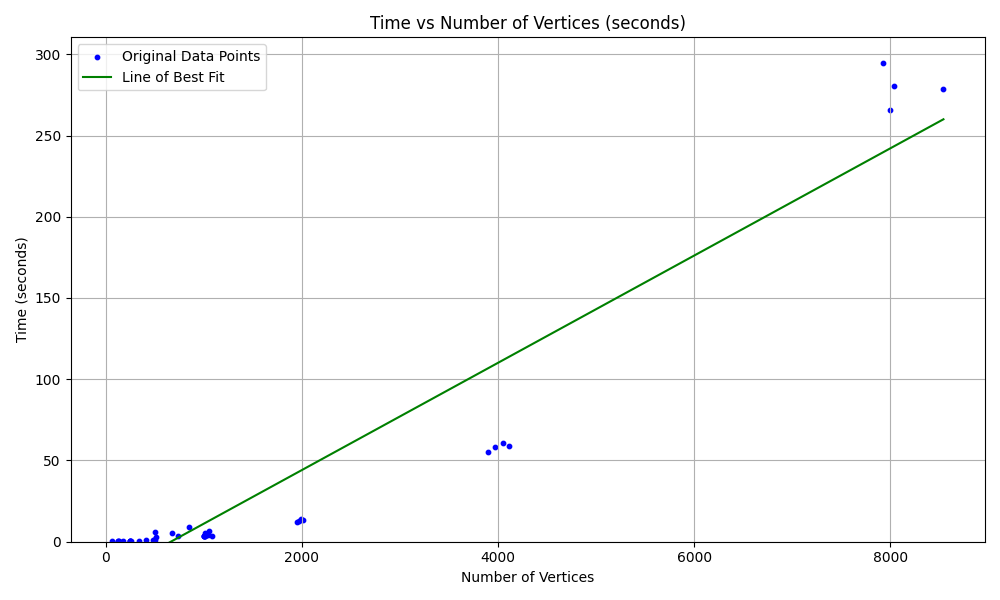 Time vs Number of Vertices (seconds)
Original Data Points
Line of Best Fit
Time (seconds)
300
250
200
150
100
50
0
0 2000 4000 6000 8000
Number of Vertices